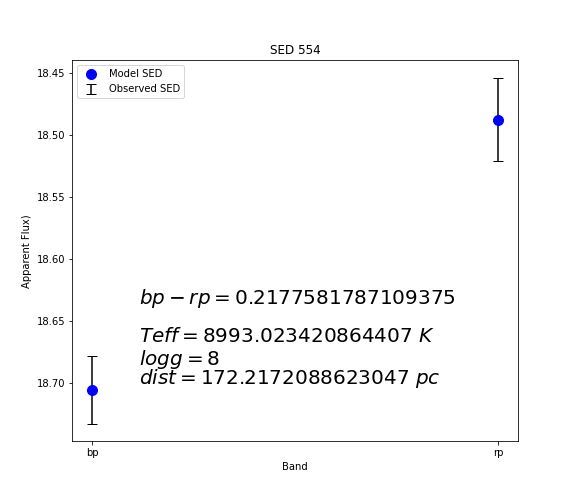 SED 554
Model SED
Observed SED
18.45
18.50
18.55
18.60
18.65
18.70
Apparent Flux)
bp − rp = 0.2177581787109375
Teff = 8993.023420864407 K
logg = 8
dist = 172.2172088623047 pc
bp
rp
Band